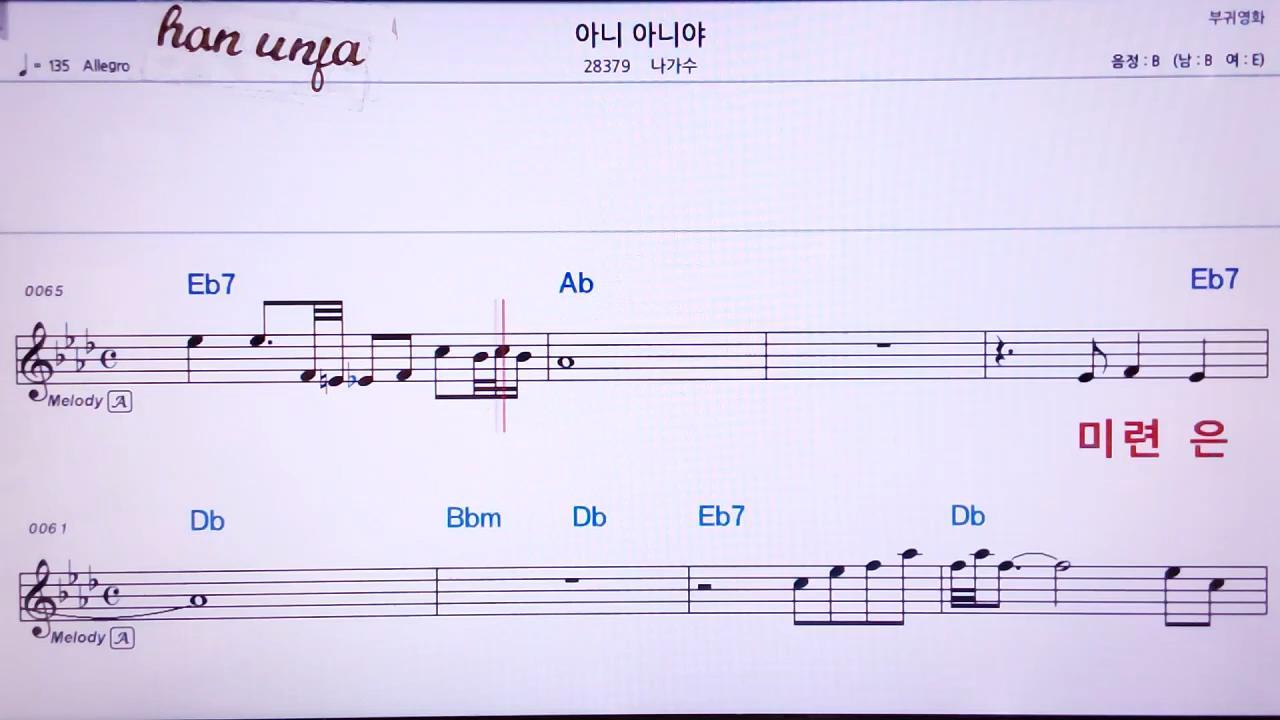 han unfa
아니 아니야
부귀영화
♩= 135 Allegro
28379 나가수
음정 : B (남 : B 여 : E)
0065
Eb7 Ab Eb7
Melody A
미 련 은
0061
Db Bbm Db Eb7 Db
Melody A